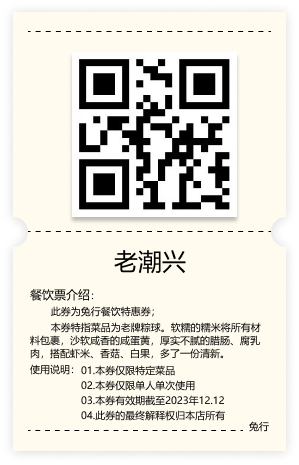 老潮兴
餐饮票介绍：
此券为兔行餐饮特惠券；
本券特指菜品为老牌粽球。软糯的糯米将所有材
料包裹，沙软咸香的咸蛋黄，厚实不腻的腊肠、腐乳
肉，搭配虾米、香菇、白果，多了一份清新。
使用说明：01.本券仅限特定菜品
02.本券仅限单人单次使用
03.本券有效期截至2023年12.12
04.此券的最终解释权归本店所有
兔行